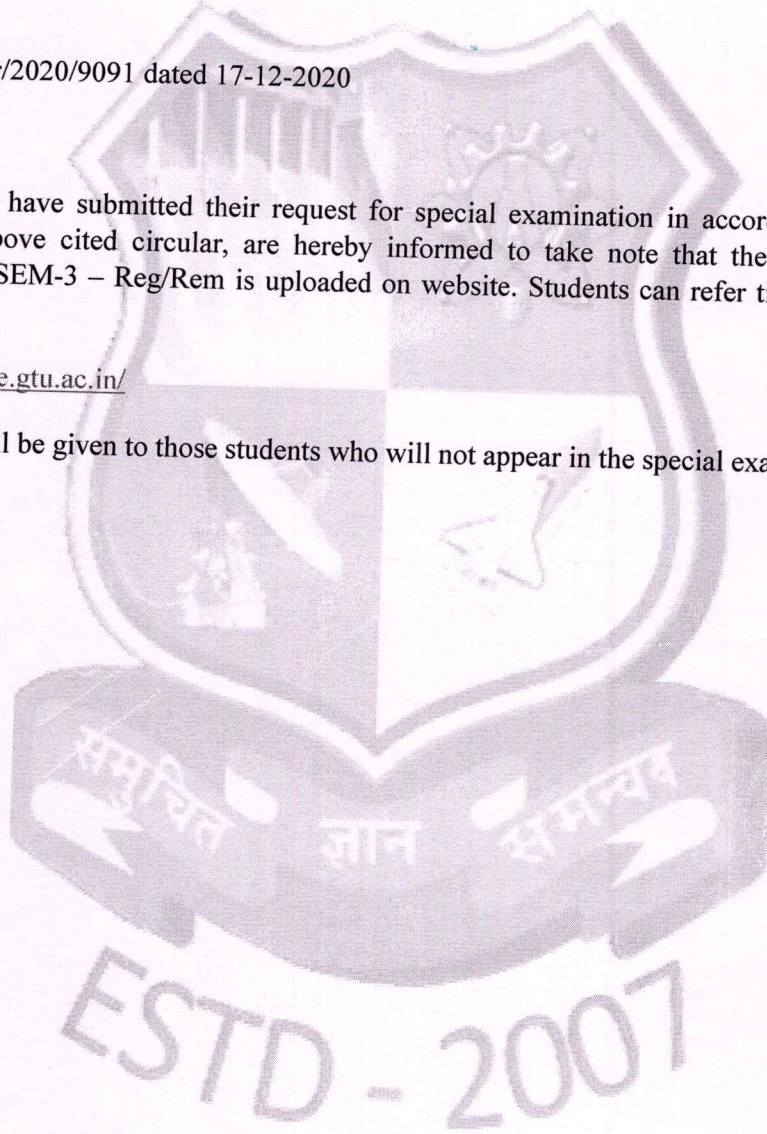 /2020/9091 dated 17-12-2020
have submitted their request for special examination in accor
ove cited circular, are hereby informed to take note that the
SEM-3 – Reg/Rem is uploaded on website. Students can refer t
e.gtu.ac.in/
l be given to those students who will not appear in the special exa
समुचित ज्ञान समन्वय
ESTD - 2007